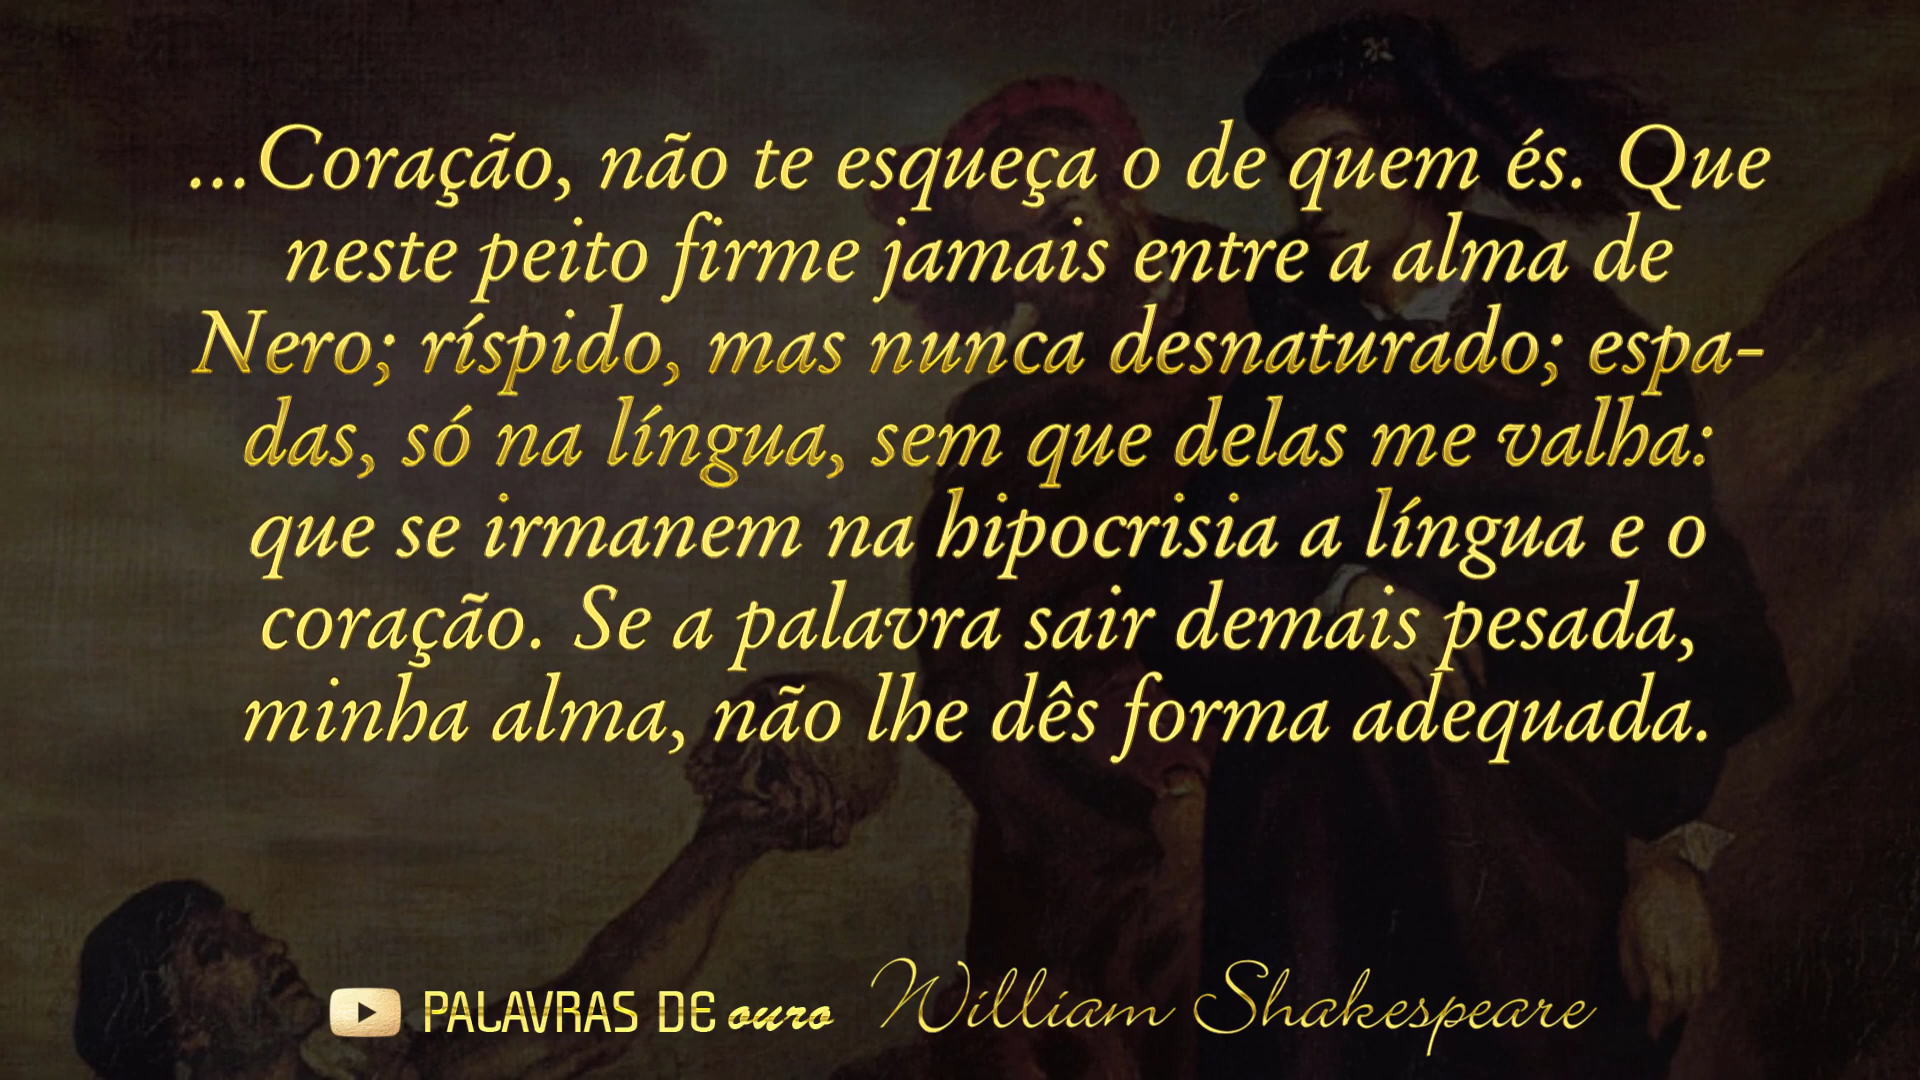 ...Coração, não te esqueça o de quem és. Que
neste peito firme jamais entre a alma de
Nero; ríspido, mas nunca desnaturado; espa-
das, só na língua, sem que delas me valha:
que se irmanem na hipocrisia a língua e o
coração. Se a palavra sair demais pesada,
minha alma, não lhe dês forma adequada.
PALAVRAS DE ouro William Shakespeare